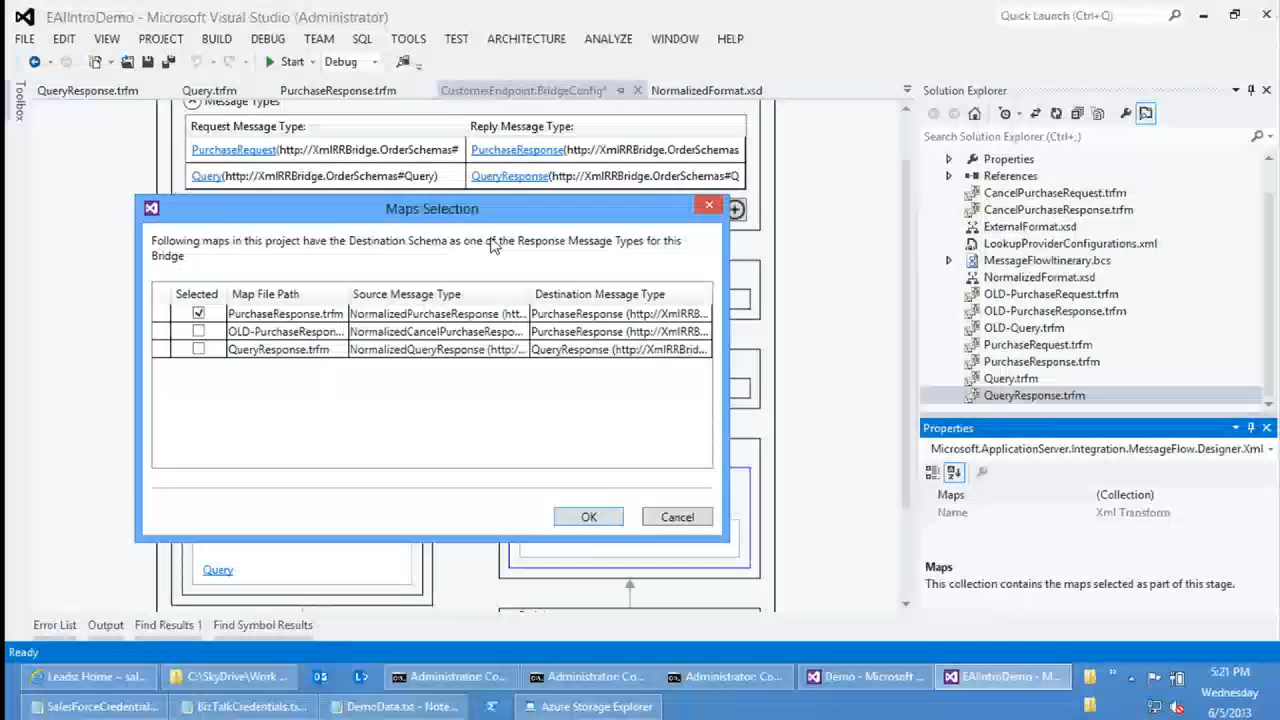 EAIIntroDemo - Microsoft Visual Studio (Administrator)
Quick Launch (Ctrl+Q)
FILE EDIT VIEW PROJECT BUILD DEBUG TEAM SQL TOOLS TEST ARCHITECTURE ANALYZE WINDOW HELP
Start Debug
Toolbox
QueryResponse.trfm Query.trfm PurchaseResponse.trfm CustomerEndpoint.BridgeConfig* NormalizedFormat.xsd
Message Types
Request Message Type: Reply Message Type:
PurchaseRequest(http://XmlRRBridge.OrderSchemas# PurchaseResponse(http://XmlRRBridge.OrderSchemas
Query(http://XmlRRBridge.OrderSchemas#Query) QueryResponse(http://XmlRRBridge.OrderSchemas#Q
Maps Selection
Following maps in this project have the Destination Schema as one of the Response Message Types for this
Bridge
Selected Map File Path Source Message Type Destination Message Type
PurchaseResponse.trfm NormalizedPurchaseResponse (htt... PurchaseResponse (http://XmlRRB...
OLD-PurchaseRespon... NormalizedCancelPurchaseRespo... PurchaseResponse (http://XmlRRB...
QueryResponse.trfm NormalizedQueryResponse (http:/... QueryResponse (http://XmlRRBrid...
OK Cancel
Query
Solution Explorer
Search Solution Explorer (Ctrl+;)
Properties
References
CancelPurchaseRequest.trfm
CancelPurchaseResponse.trfm
ExternalFormat.xsd
LookupProviderConfigurations.xml
MessageFlowItinerary.bcs
NormalizedFormat.xsd
OLD-PurchaseRequest.trfm
OLD-PurchaseResponse.trfm
OLD-Query.trfm
PurchaseRequest.trfm
PurchaseResponse.trfm
Query.trfm
QueryResponse.trfm
Properties
Microsoft.ApplicationServer.Integration.MessageFlow.Designer.Xml
Maps (Collection)
Name Xml Transform
Maps
This collection contains the maps selected as part of this stage.
Error List Output Find Results 1 Find Symbol Results
Ready
Leads: Home ~ sal... C:\SkyDrive\Work ... Administrator: Co... Administrator: Co... Administrator: Co... Demo - Microsoft ... EAIIntroDemo - M...
SalesForceCredential... BizTalkCredentials.ts... DemoData.txt - Note... Azure Storage Explorer
5:21 PM
Wednesday
6/5/2013